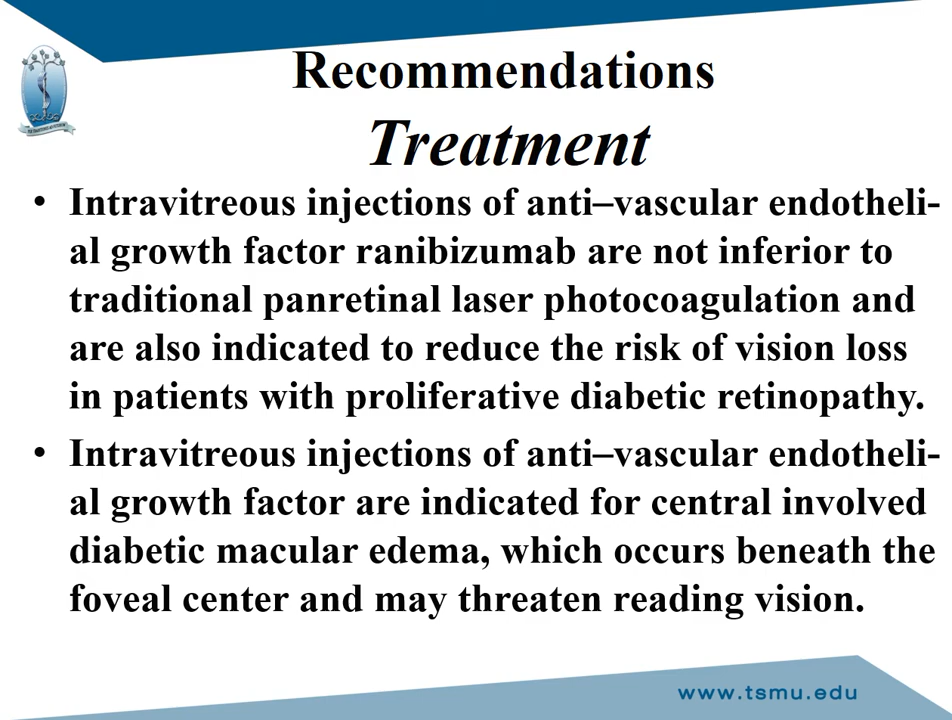 Recommendations
Treatment
• Intravitreous injections of anti–vascular endotheli-
al growth factor ranibizumab are not inferior to
traditional panretinal laser photocoagulation and
are also indicated to reduce the risk of vision loss
in patients with proliferative diabetic retinopathy.
• Intravitreous injections of anti–vascular endotheli-
al growth factor are indicated for central involved
diabetic macular edema, which occurs beneath the
foveal center and may threaten reading vision.
www.tsmu.edu